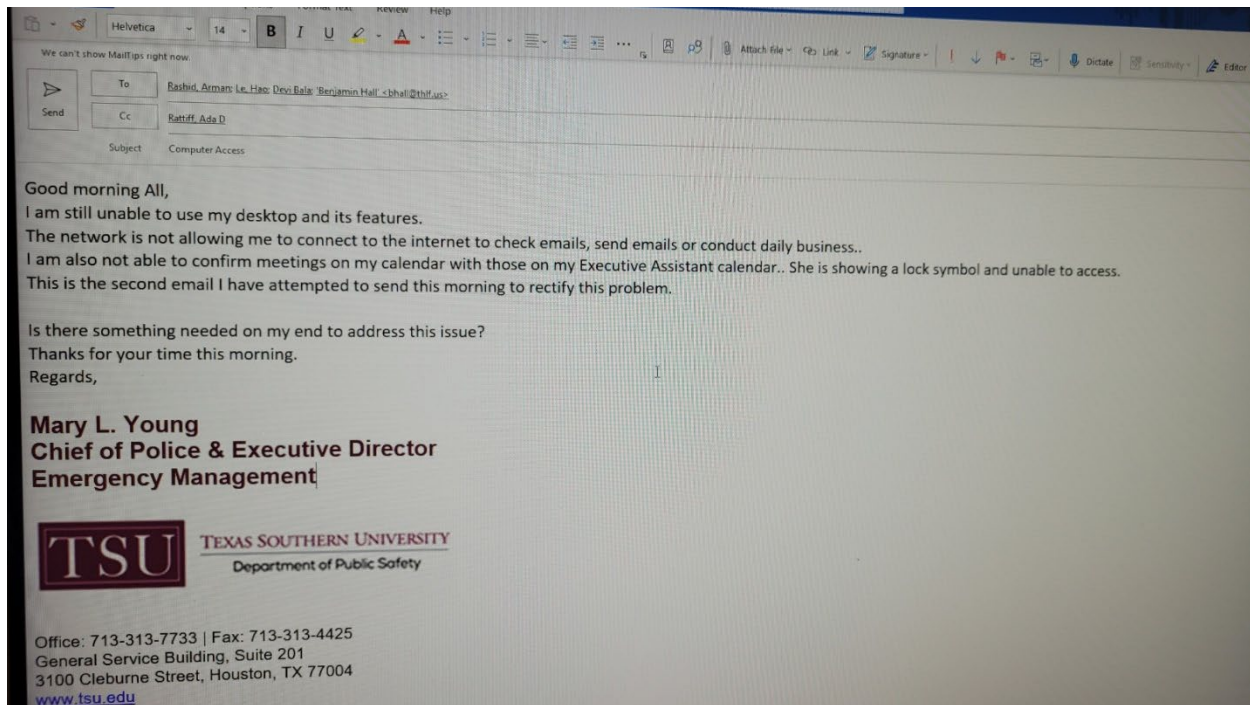 Review Help
Helvetica 14 B I U A Attach File Link Signature Dictate Sensitivity Editor
We can't show MailTips right now.
To Rashid, Arman; Le, Hao; Devi Bala; 'Benjamin Hall' <bhall@thlf.us>
Send
Cc Rattiff, Ada D
Subject Computer Access
Good morning All,
I am still unable to use my desktop and its features.
The network is not allowing me to connect to the internet to check emails, send emails or conduct daily business..
I am also not able to confirm meetings on my calendar with those on my Executive Assistant calendar.. She is showing a lock symbol and unable to access.
This is the second email I have attempted to send this morning to rectify this problem.
Is there something needed on my end to address this issue?
Thanks for your time this morning.
Regards,
Mary L. Young
Chief of Police & Executive Director
Emergency Management
TSU TEXAS SOUTHERN UNIVERSITY
Department of Public Safety
Office: 713-313-7733 | Fax: 713-313-4425
General Service Building, Suite 201
3100 Cleburne Street, Houston, TX 77004
www.tsu.edu